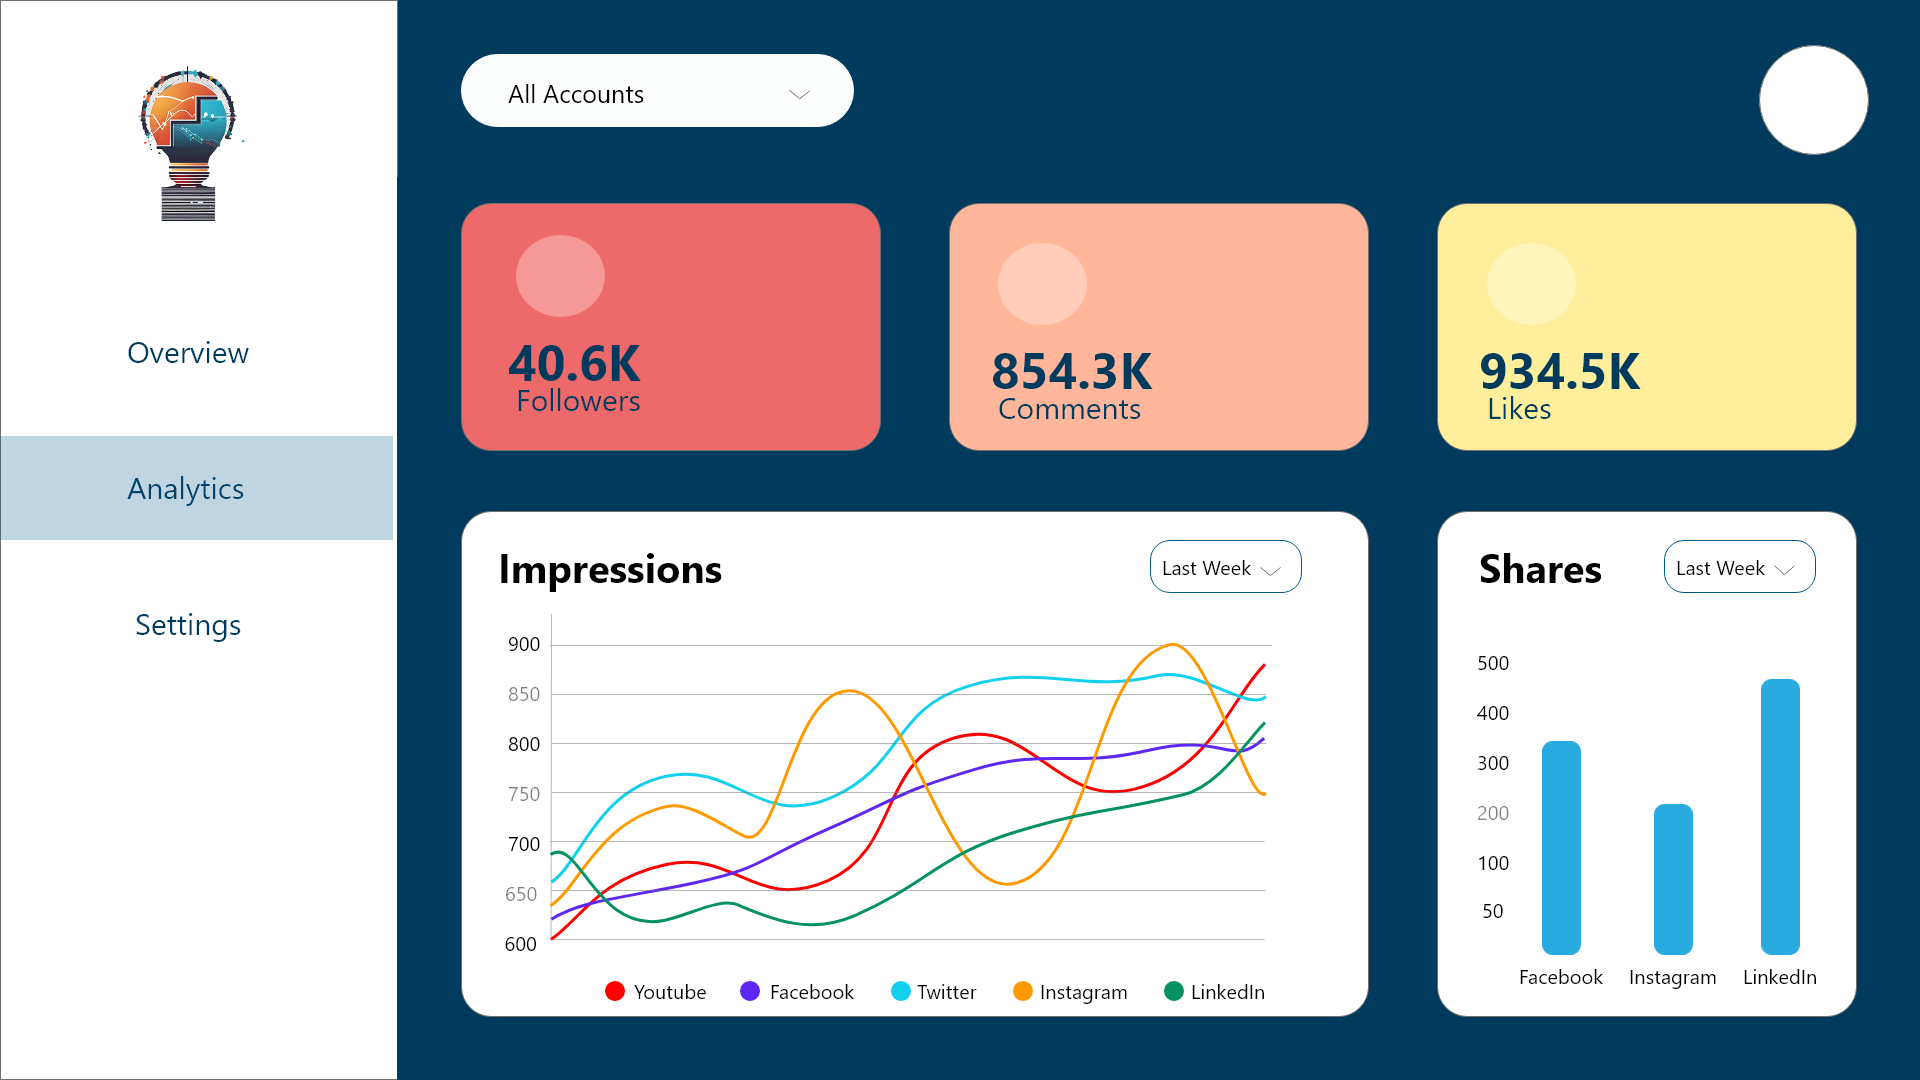 All Accounts
Overview
Analytics
Settings
40.6K
Followers
854.3K
Comments
934.5K
Likes
Impressions
Last Week
900
850
800
750
700
650
600
Youtube Facebook Twitter Instagram LinkedIn
Shares
Last Week
500
400
300
200
100
50
Facebook Instagram LinkedIn